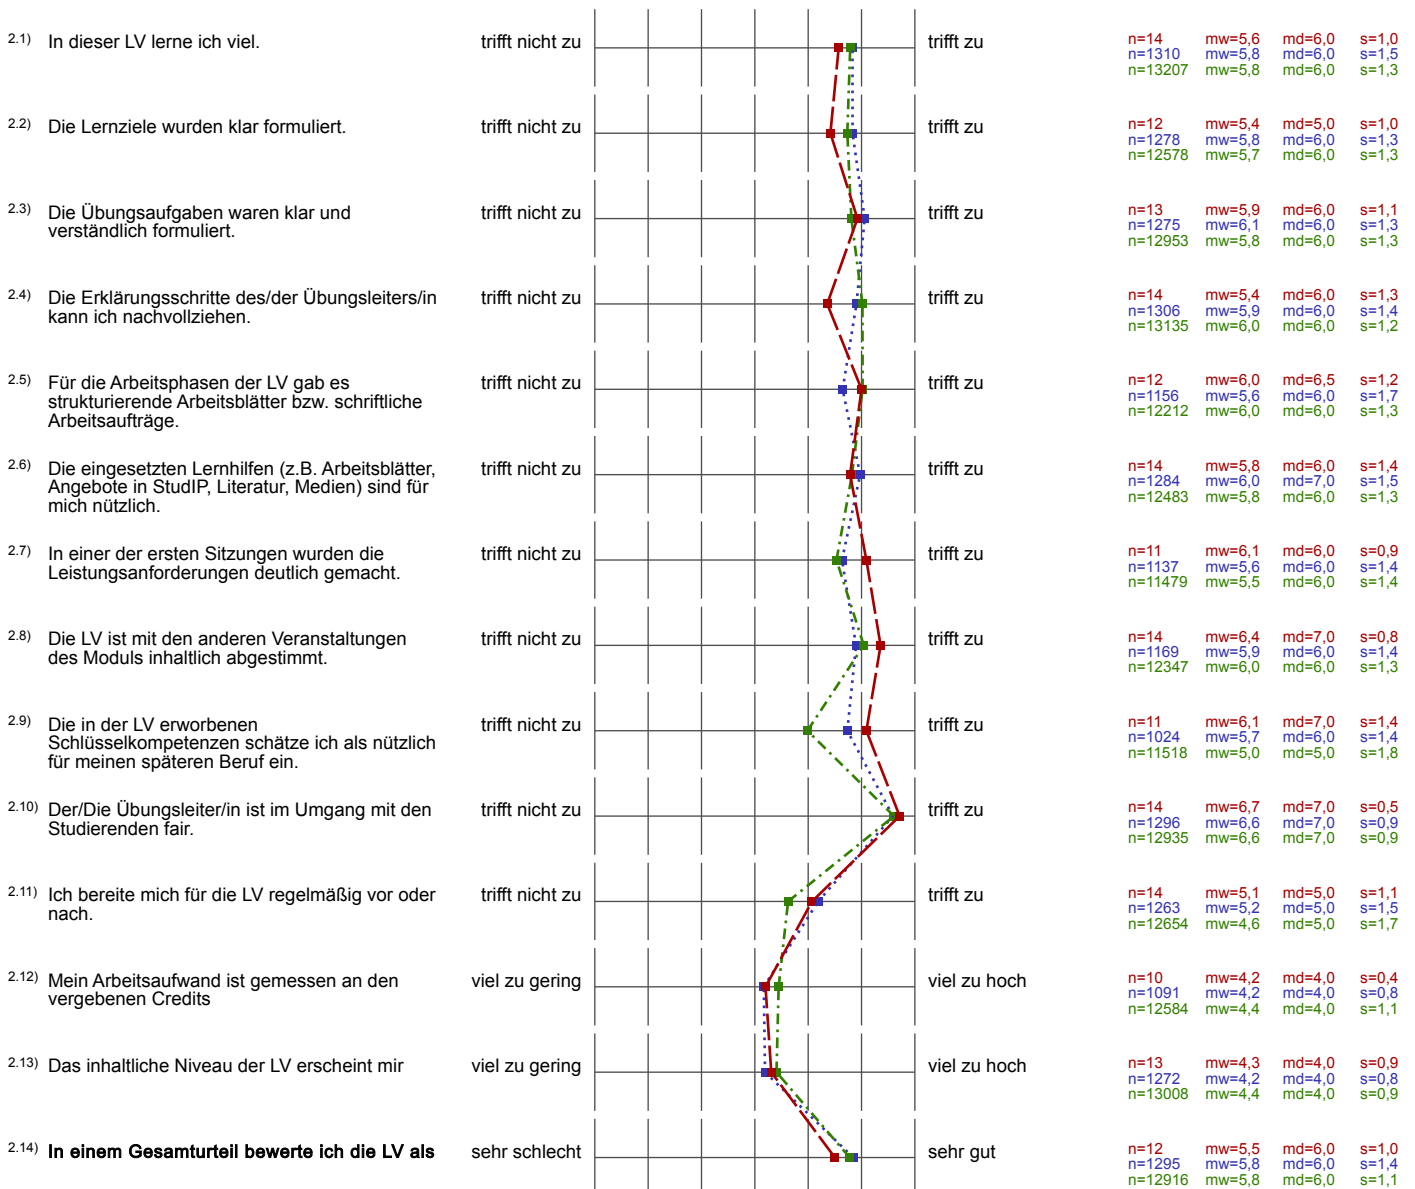 2.1) In dieser LV lerne ich viel. trifft nicht zu trifft zu n=14 mw=5,6 md=6,0 s=1,0
n=1310 mw=5,8 md=6,0 s=1,5
n=13207 mw=5,8 md=6,0 s=1,3
2.2) Die Lernziele wurden klar formuliert. trifft nicht zu trifft zu n=12 mw=5,4 md=5,0 s=1,0
n=1278 mw=5,8 md=6,0 s=1,3
n=12578 mw=5,7 md=6,0 s=1,3
2.3) Die Übungsaufgaben waren klar und trifft nicht zu trifft zu n=13 mw=5,9 md=6,0 s=1,1
verständlich formuliert. n=1275 mw=6,1 md=6,0 s=1,3
n=12953 mw=5,8 md=6,0 s=1,3
2.4) Die Erklärungsschritte des/der Übungsleiters/in trifft nicht zu trifft zu n=14 mw=5,4 md=6,0 s=1,3
kann ich nachvollziehen. n=1306 mw=5,9 md=6,0 s=1,4
n=13135 mw=6,0 md=6,0 s=1,2
2.5) Für die Arbeitsphasen der LV gab es trifft nicht zu trifft zu n=12 mw=6,0 md=6,5 s=1,2
strukturierende Arbeitsblätter bzw. schriftliche n=1156 mw=5,6 md=6,0 s=1,7
Arbeitsaufträge. n=12212 mw=6,0 md=6,0 s=1,3
2.6) Die eingesetzten Lernhilfen (z.B. Arbeitsblätter, trifft nicht zu trifft zu n=14 mw=5,8 md=6,0 s=1,4
Angebote in StudIP, Literatur, Medien) sind für n=1284 mw=6,0 md=7,0 s=1,5
mich nützlich. n=12483 mw=5,8 md=6,0 s=1,3
2.7) In einer der ersten Sitzungen wurden die trifft nicht zu trifft zu n=11 mw=6,1 md=6,0 s=0,9
Leistungsanforderungen deutlich gemacht. n=1137 mw=5,6 md=6,0 s=1,4
n=11479 mw=5,5 md=6,0 s=1,4
2.8) Die LV ist mit den anderen Veranstaltungen trifft nicht zu trifft zu n=14 mw=6,4 md=7,0 s=0,8
des Moduls inhaltlich abgestimmt. n=1169 mw=5,9 md=6,0 s=1,4
n=12347 mw=6,0 md=6,0 s=1,3
2.9) Die in der LV erworbenen trifft nicht zu trifft zu n=11 mw=6,1 md=7,0 s=1,4
Schlüsselkompetenzen schätze ich als nützlich n=1024 mw=5,7 md=6,0 s=1,4
für meinen späteren Beruf ein. n=11518 mw=5,0 md=5,0 s=1,8
2.10) Der/Die Übungsleiter/in ist im Umgang mit den trifft nicht zu trifft zu n=14 mw=6,7 md=7,0 s=0,5
Studierenden fair. n=1296 mw=6,6 md=7,0 s=0,9
n=12935 mw=6,6 md=7,0 s=0,9
2.11) Ich bereite mich für die LV regelmäßig vor oder trifft nicht zu trifft zu n=14 mw=5,1 md=5,0 s=1,1
nach. n=1263 mw=5,2 md=5,0 s=1,5
n=12654 mw=4,6 md=5,0 s=1,7
2.12) Mein Arbeitsaufwand ist gemessen an den viel zu gering viel zu hoch n=10 mw=4,2 md=4,0 s=0,4
vergebenen Credits n=1091 mw=4,2 md=4,0 s=0,8
n=12584 mw=4,4 md=4,0 s=1,1
2.13) Das inhaltliche Niveau der LV erscheint mir viel zu gering viel zu hoch n=13 mw=4,3 md=4,0 s=0,9
n=1272 mw=4,2 md=4,0 s=0,8
n=13008 mw=4,4 md=4,0 s=0,9
2.14) In einem Gesamturteil bewerte ich die LV als sehr schlecht sehr gut n=12 mw=5,5 md=6,0 s=1,0
n=1295 mw=5,8 md=6,0 s=1,4
n=12916 mw=5,8 md=6,0 s=1,1